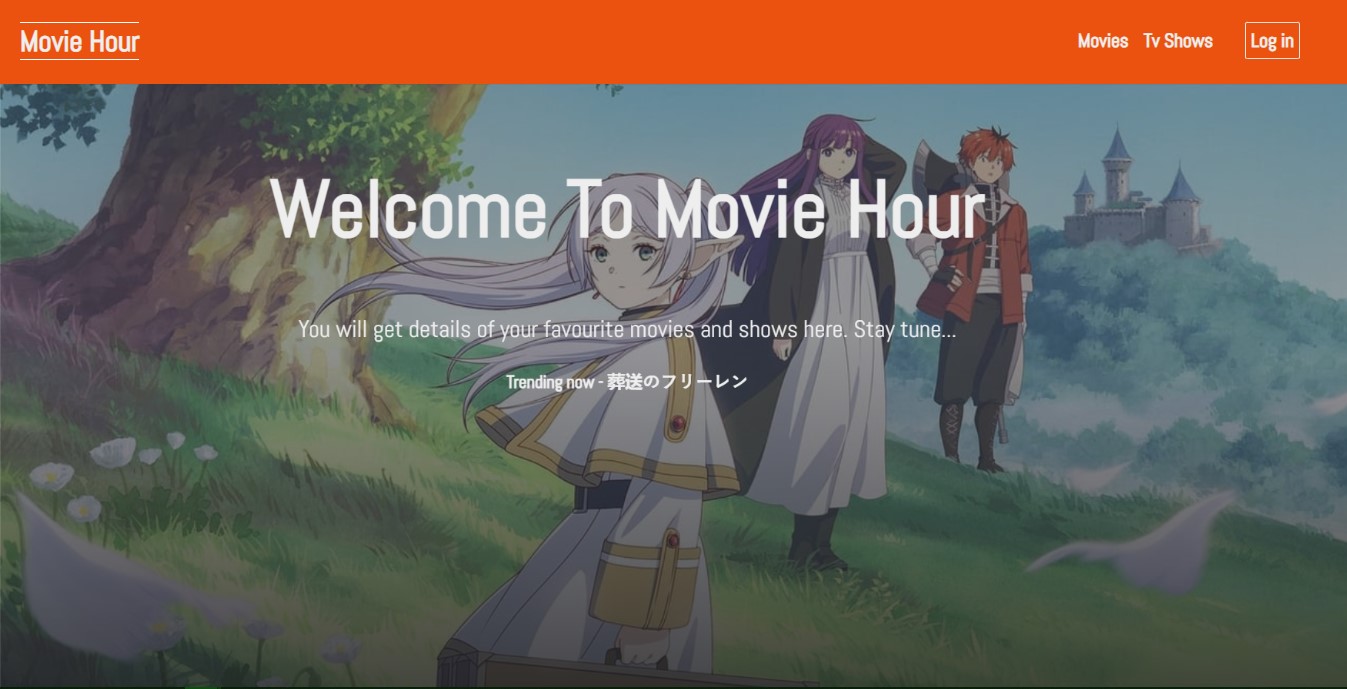 Movie Hour
Movies Tv Shows Log in
Welcome To Movie Hour
You will get details of your favourite movies and shows here. Stay tune...
Trending now - 葬送のフリーレン